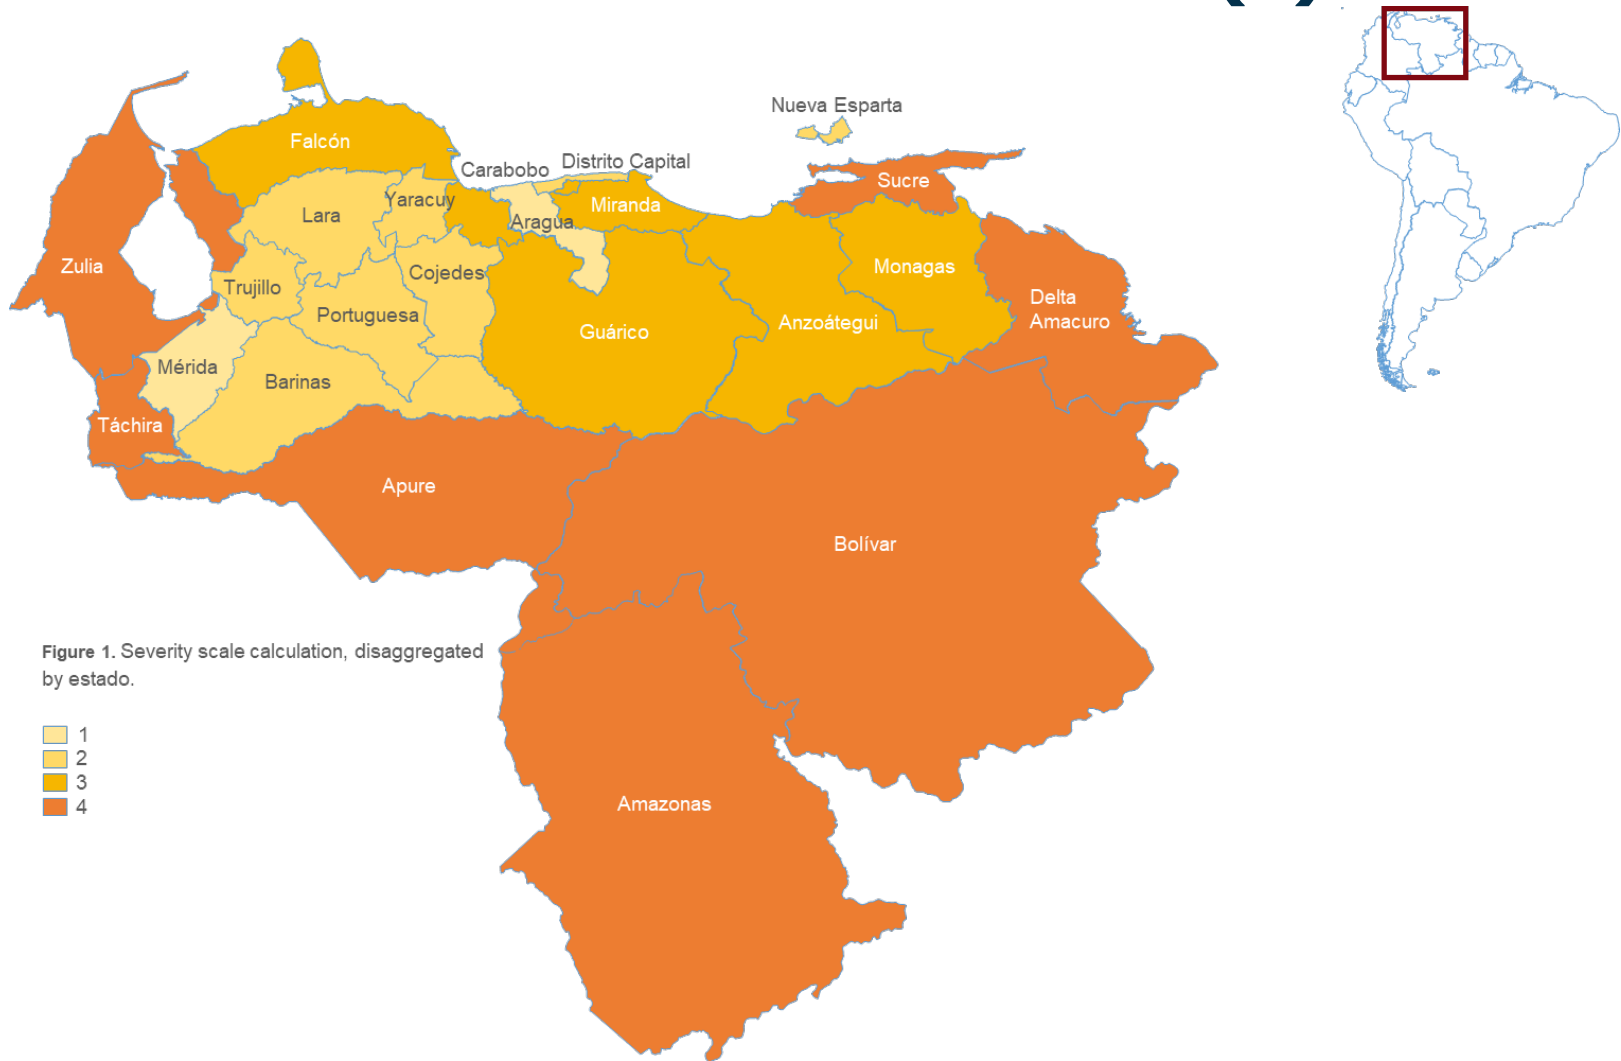 Nueva Esparta
Falcón
Carabobo
Distrito Capital
Sucre
Lara
Yaracuy
Aragua
Miranda
Zulia
Trujillo
Cojedes
Monagas
Portuguesa
Guárico
Anzoátegui
Delta
Amacuro
Mérida
Barinas
Táchira
Apure
Bolívar
Figure 1. Severity scale calculation, disaggregated
by estado.
1
2
3
4
Amazonas